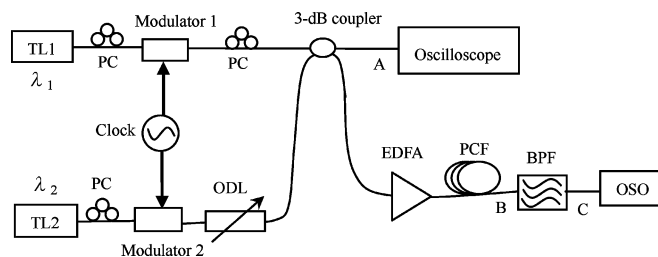 3-dB coupler
Modulator 1
TL1
PC
PC
A
Oscilloscope
λ 1
Clock
λ 2
PC
ODL
EDFA
PCF
BPF
TL2
B
C
OSO
Modulator 2